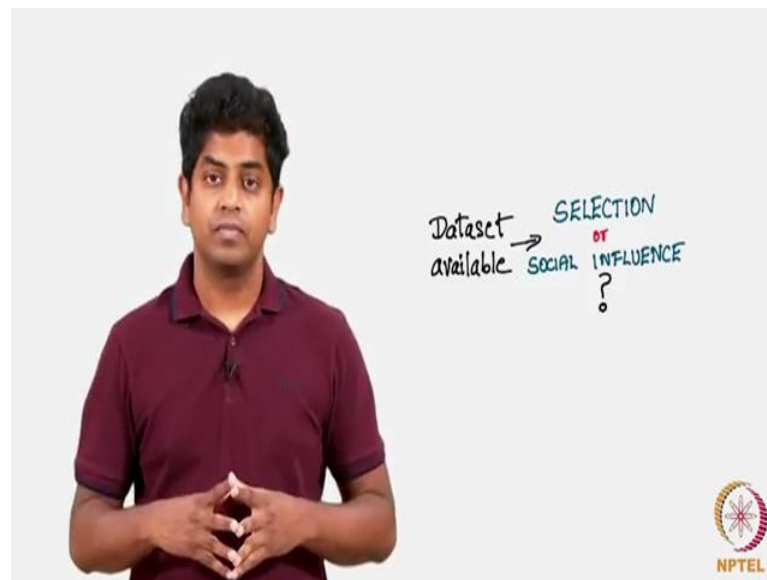 Dataset
available →
SELECTION
or
SOCIAL INFLUENCE
?
NPTEL